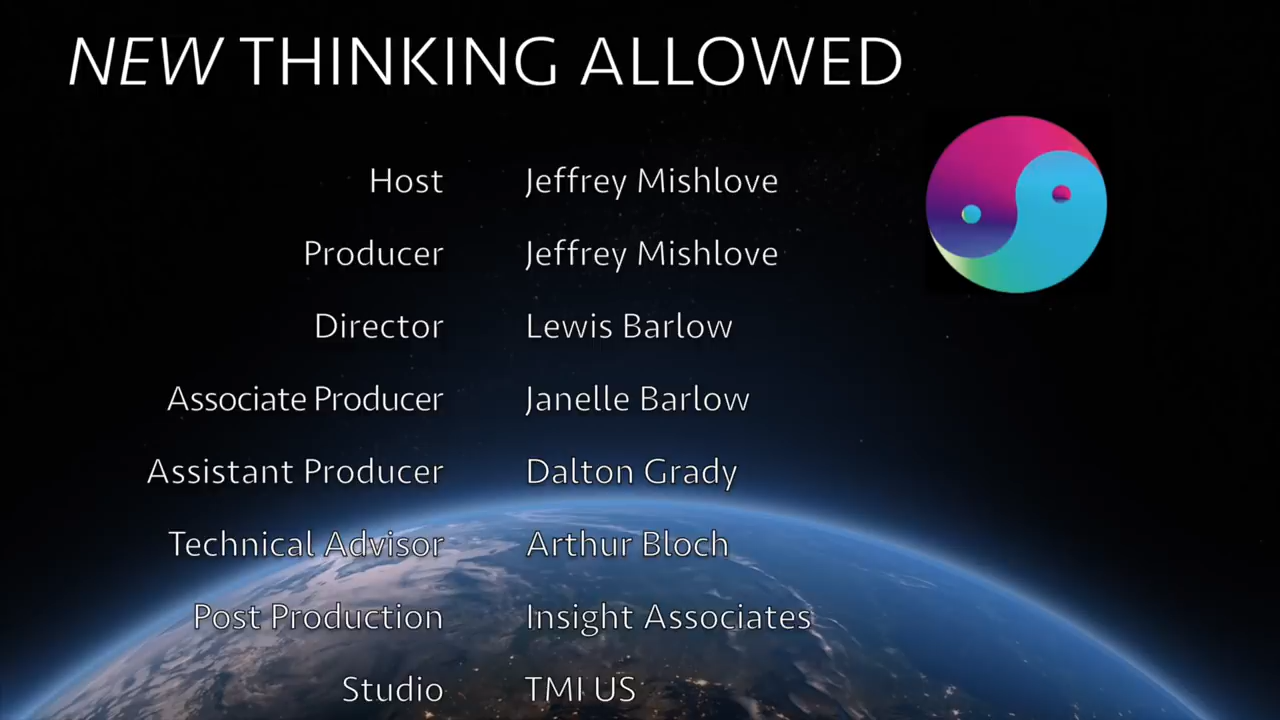 NEW THINKING ALLOWED
Host Jeffrey Mishlove
Producer Jeffrey Mishlove
Director Lewis Barlow
Associate Producer Janelle Barlow
Assistant Producer Dalton Grady
Technical Advisor Arthur Bloch
Post Production Insight Associates
Studio TMI US